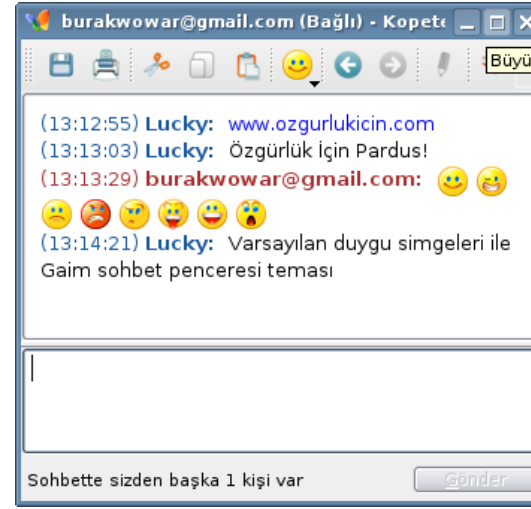 burakwowar@gmail.com (Bağlı) - Kopete
Büyü
(13:12:55) Lucky: www.ozgurlukicin.com
(13:13:03) Lucky: Özgürlük İçin Pardus!
(13:13:29) burakwowar@gmail.com:
(13:14:21) Lucky: Varsayılan duygu simgeleri ile
Gaim sohbet penceresi teması
Sohbette sizden başka 1 kişi var
Gönder